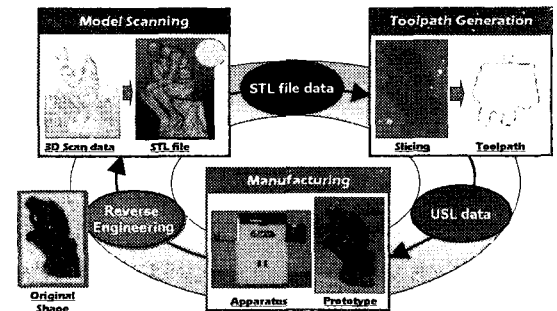 Model Scanning
3D Scan data
STL file
STL file data
Toolpath Generation
Slicing
Toolpath
USL data
Manufacturing
Apparatus
Prototype
Reverse
Engineering
Original
Shape